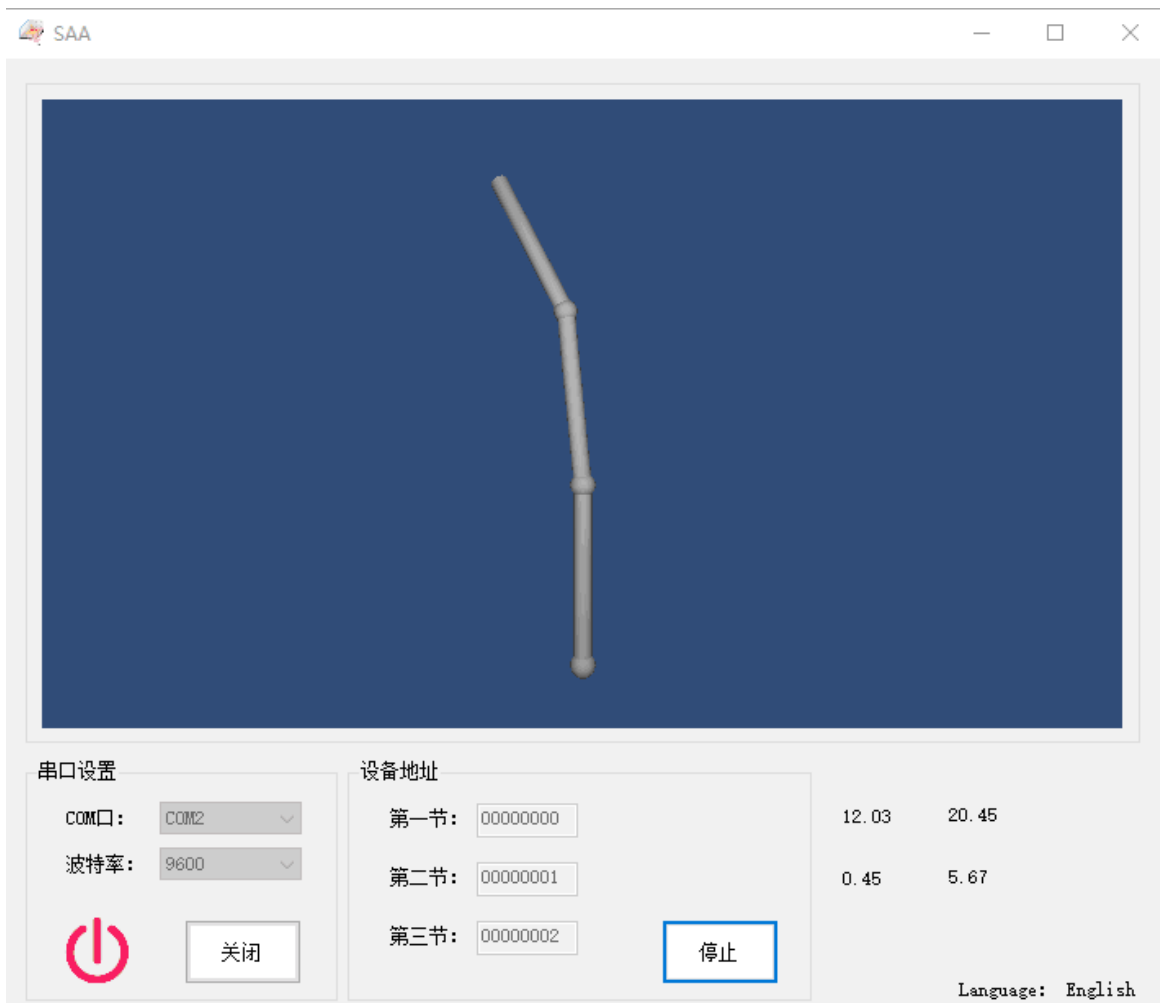 SAA
串口设置
COM口: COM2
波特率: 9600
关闭
设备地址
第一节: 00000000
第二节: 00000001
第三节: 00000002
停止
12.03 20.45
0.45 5.67
Language: English